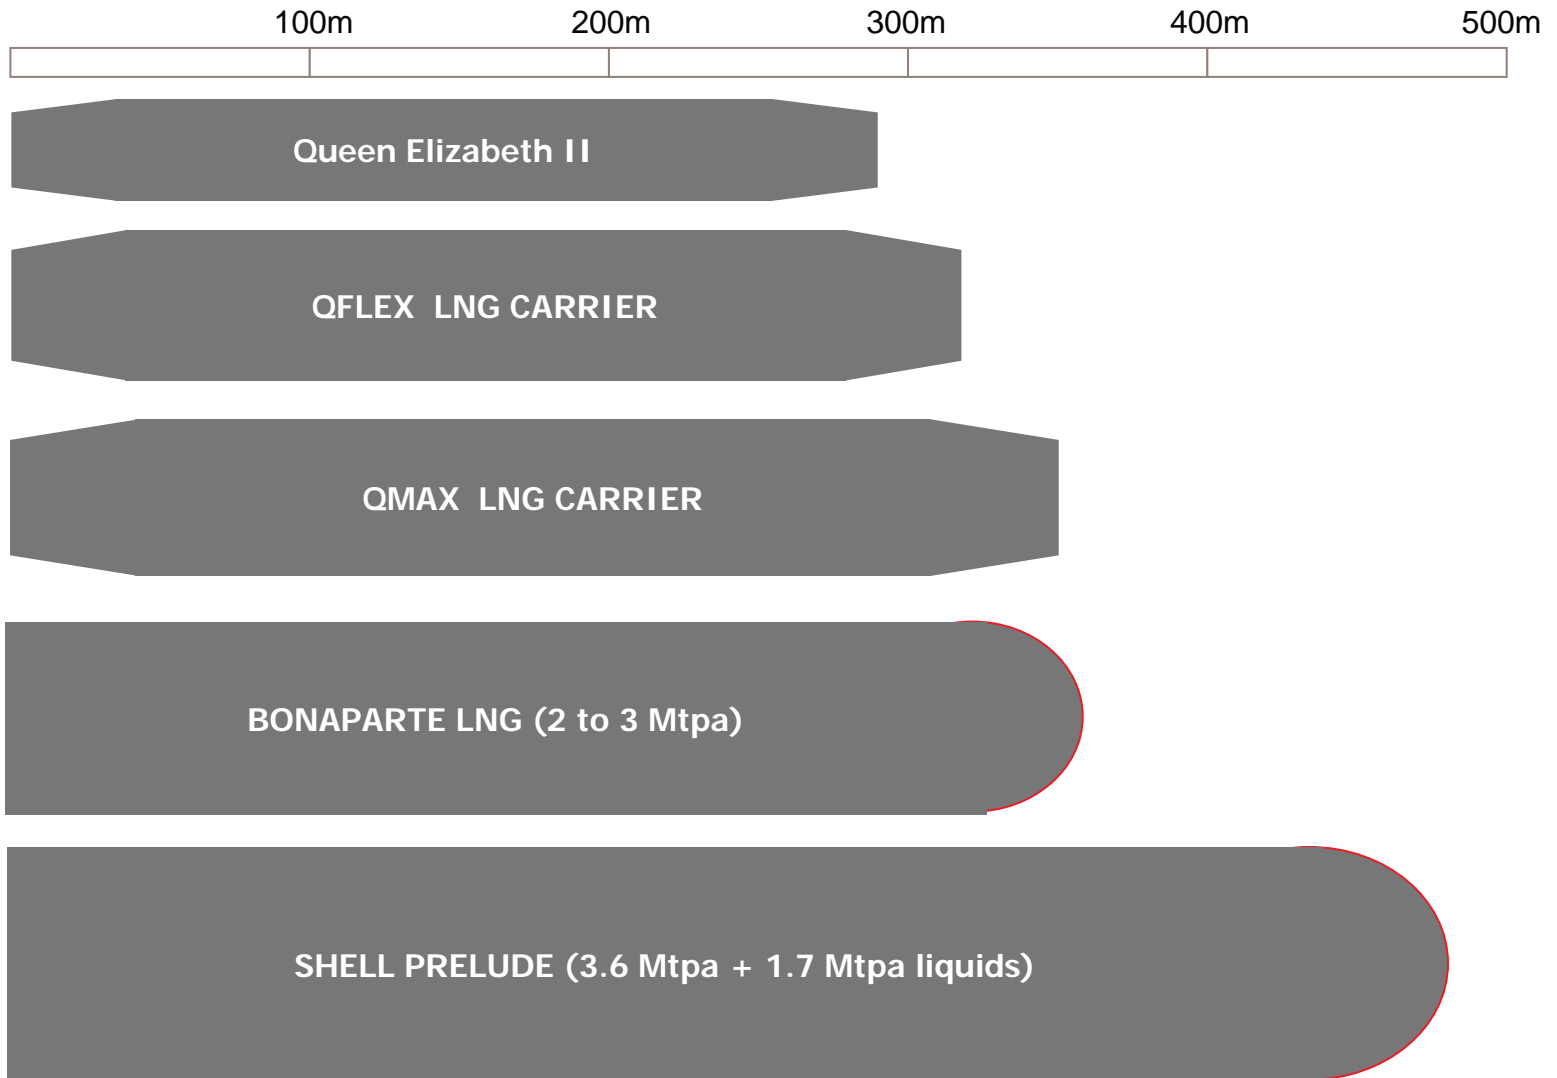 100m 200m 300m 400m 500m
Queen Elizabeth II
QFLEX LNG CARRIER
QMAX LNG CARRIER
BONAPARTE LNG (2 to 3 Mtpa)
SHELL PRELUDE (3.6 Mtpa + 1.7 Mtpa liquids)